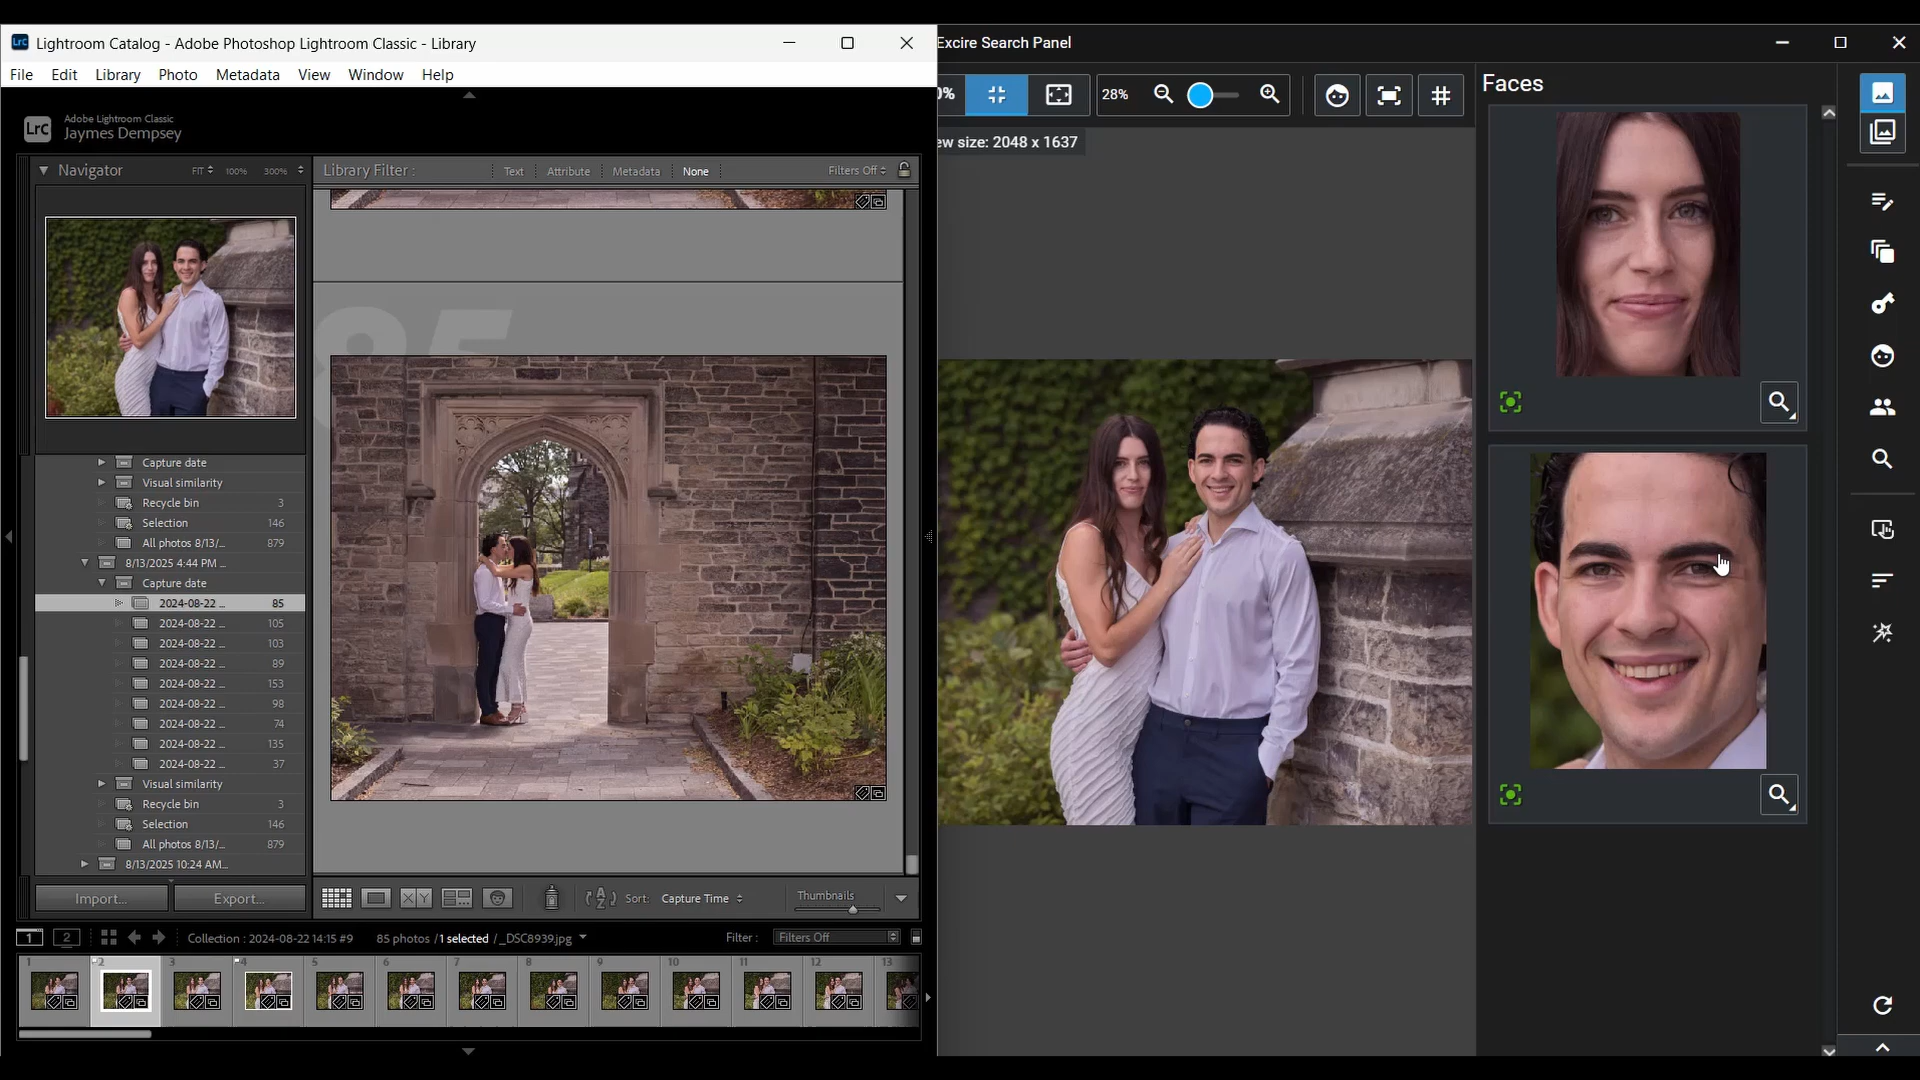 Lrc Lightroom Catalog - Adobe Photoshop Lightroom Classic - Library
File Edit Library Photo Metadata View Window Help
Lrc
Adobe Lightroom Classic
Jaymes Dempsey
Navigator FIT 100% 300%
Library Filter : Text Attribute Metadata None Filters Off
85
Capture date
Visual similarity
Recycle bin 3
Selection 146
All photos 8/13/... 879
8/13/2025 4:44 PM ...
Capture date
2024-08-22 ... 85
2024-08-22 ... 105
2024-08-22 ... 103
2024-08-22 ... 89
2024-08-22 ... 153
2024-08-22 ... 98
2024-08-22 ... 74
2024-08-22 ... 135
2024-08-22 ... 37
Visual similarity
Recycle bin 3
Selection 146
All photos 8/13/... 879
8/13/2025 10:24 AM...
Import... Export...
XY
A Z Sort: Capture Time Thumbnails
1 2 Collection : 2024-08-22 14:15 #9 85 photos / 1 selected / _DSC8939.jpg Filter : Filters Off
1 2 3 4 5 6 7 8 9 10 11 12 13
Excire Search Panel
0% 28%
ew size: 2048 x 1637
Faces